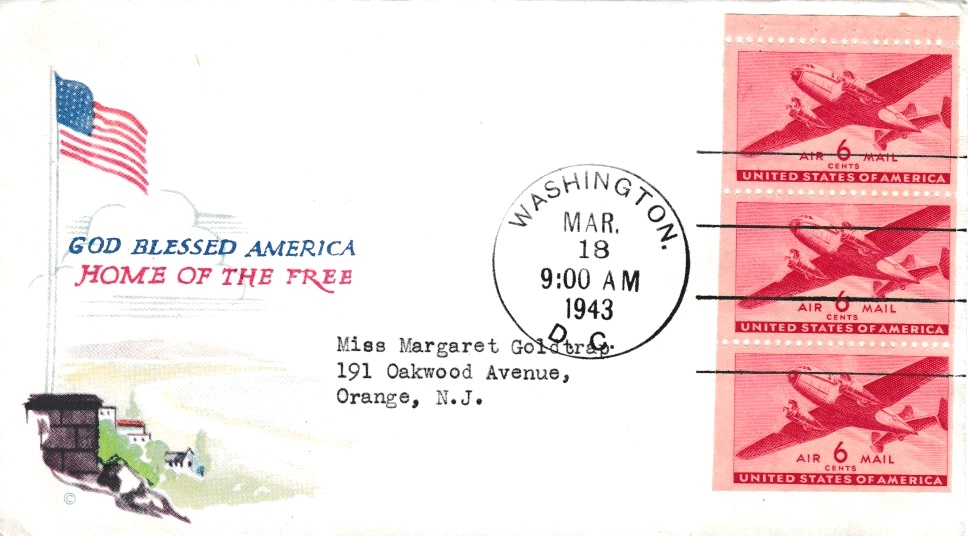 GOD BLESSED AMERICA
HOME OF THE FREE
WASHINGTON.
MAR.
18
9:00 AM
1943
D. C.
Miss Margaret Goldtrap
191 Oakwood Avenue,
Orange, N.J.
AIR 6 MAIL
CENTS
UNITED STATES OF AMERICA
AIR 6 MAIL
CENTS
UNITED STATES OF AMERICA
AIR 6 MAIL
CENTS
UNITED STATES OF AMERICA
©